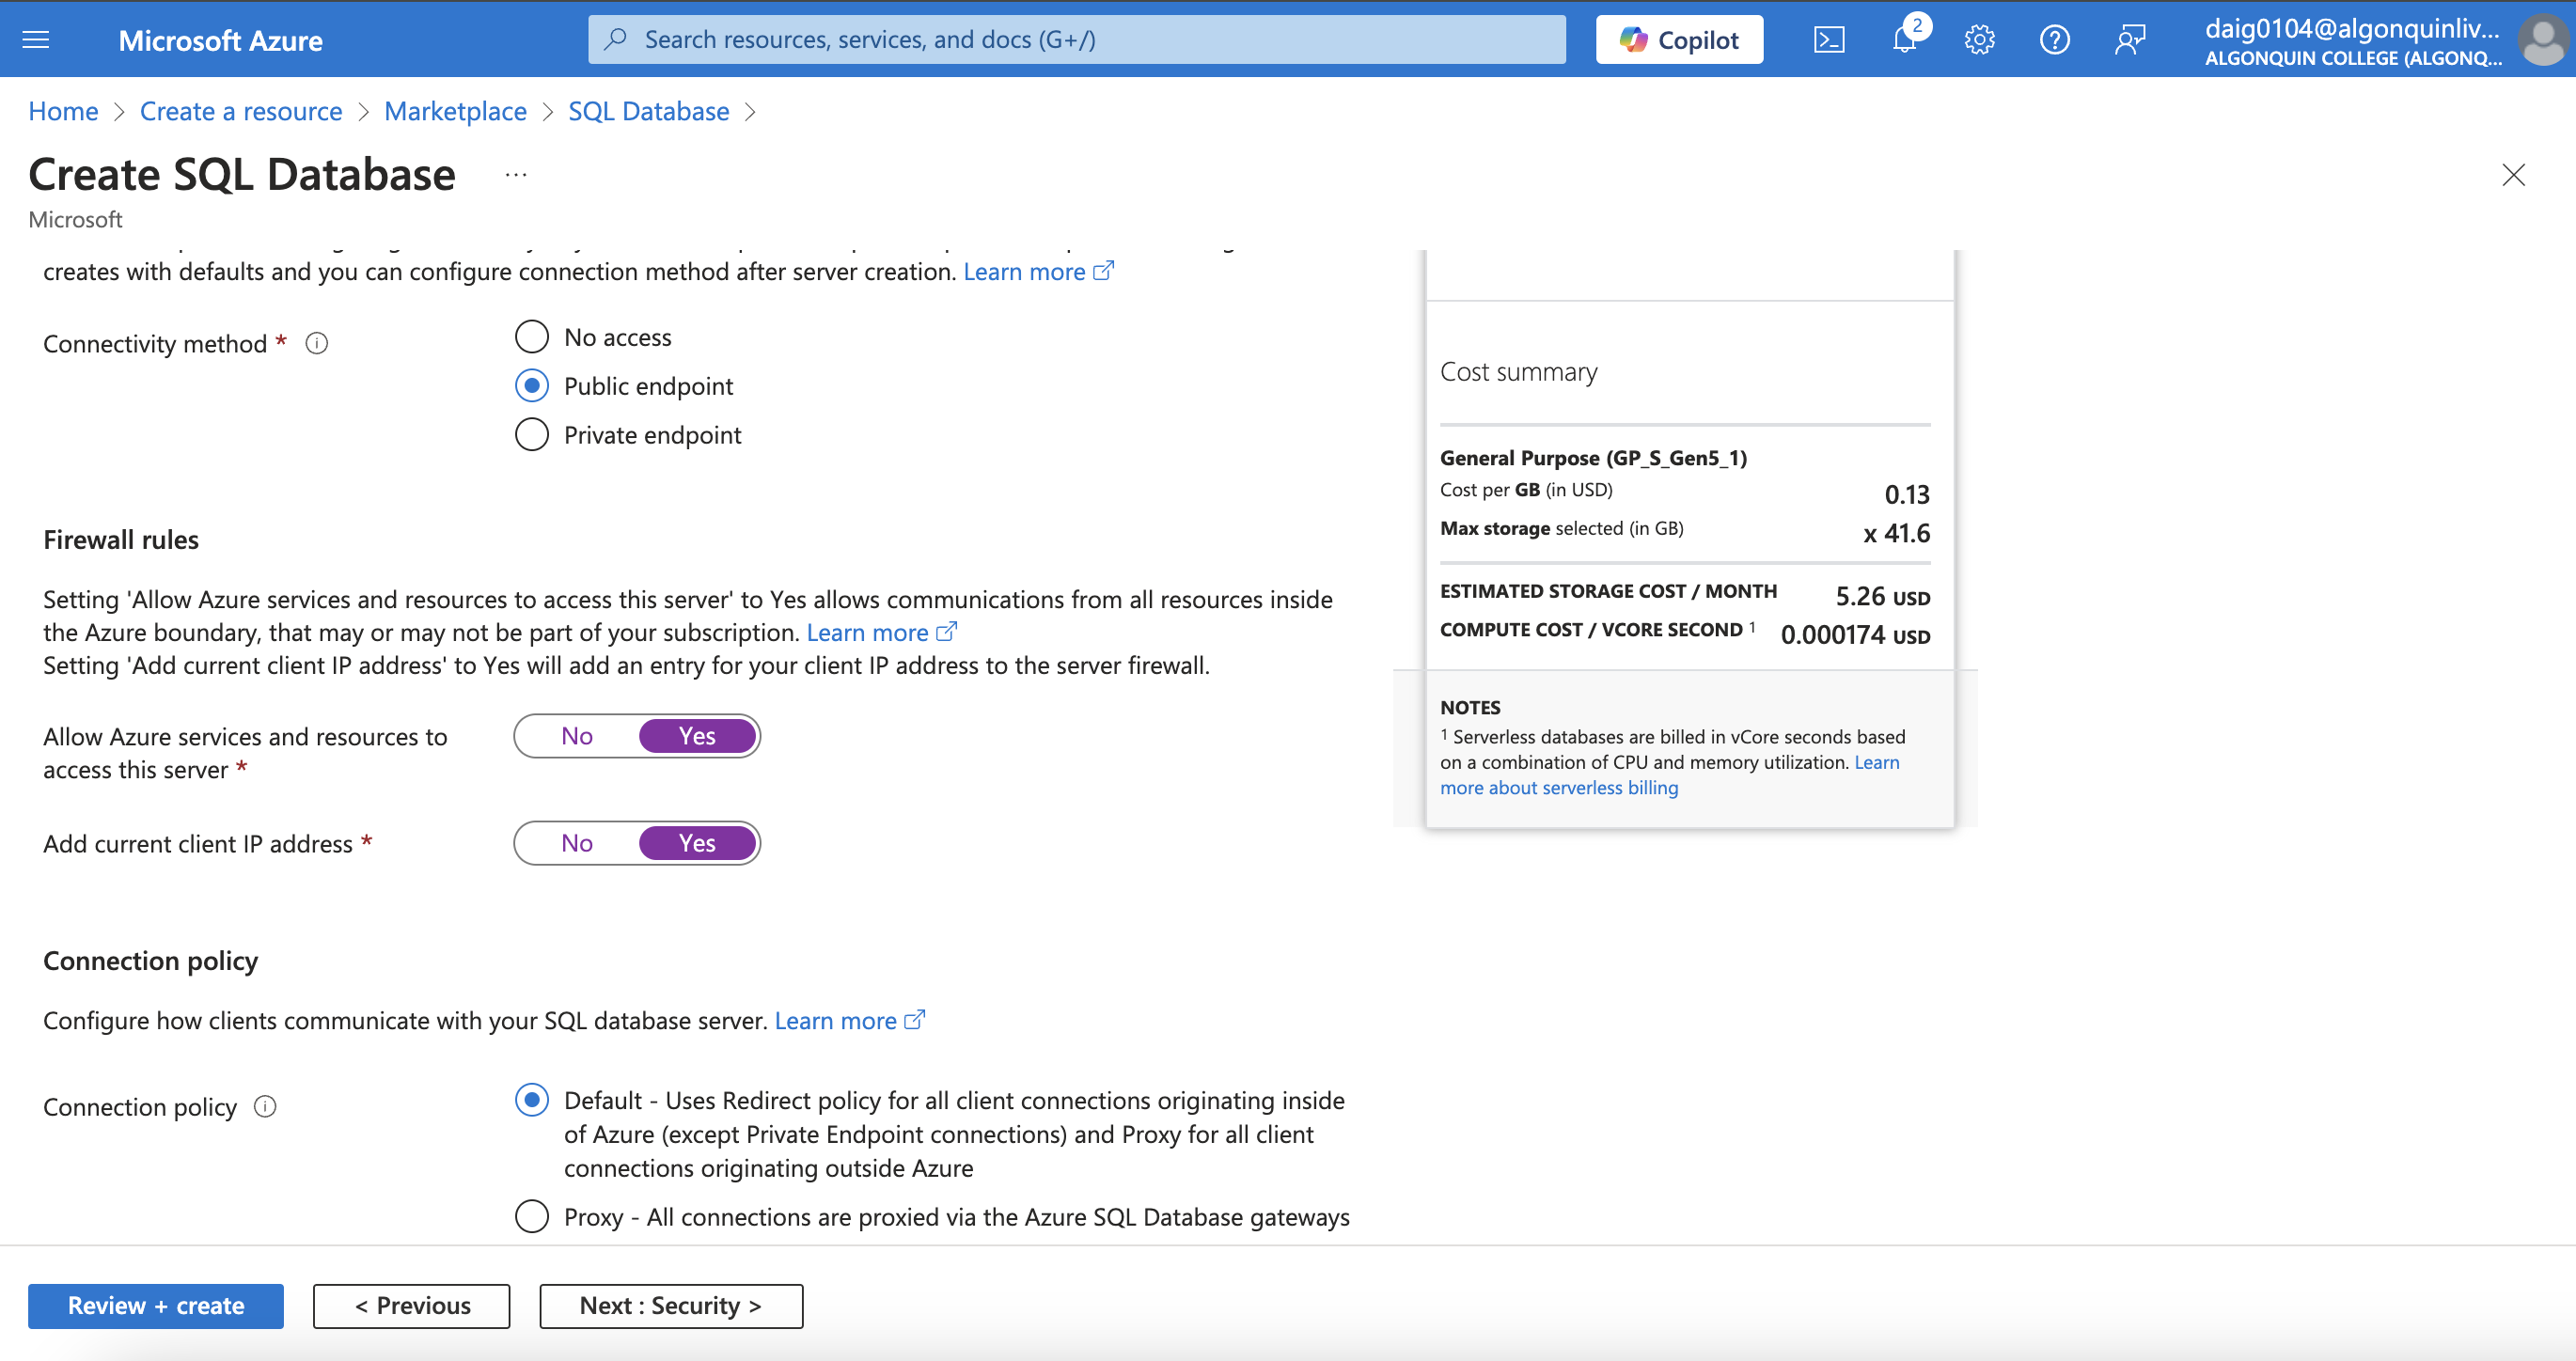 Microsoft Azure
Search resources, services, and docs (G+/)
Copilot
2
daig0104@algonquinliv...
ALGONQUIN COLLEGE (ALGONQ...
Home > Create a resource > Marketplace > SQL Database >
Create SQL Database ...
Microsoft
creates with defaults and you can configure connection method after server creation. Learn more
Connectivity method *
No access
Public endpoint
Private endpoint
Firewall rules
Setting 'Allow Azure services and resources to access this server' to Yes allows communications from all resources inside
the Azure boundary, that may or may not be part of your subscription. Learn more
Setting 'Add current client IP address' to Yes will add an entry for your client IP address to the server firewall.
Allow Azure services and resources to
access this server *
No Yes
Add current client IP address *
No Yes
Connection policy
Configure how clients communicate with your SQL database server. Learn more
Connection policy
Default - Uses Redirect policy for all client connections originating inside
of Azure (except Private Endpoint connections) and Proxy for all client
connections originating outside Azure
Proxy - All connections are proxied via the Azure SQL Database gateways
Cost summary
General Purpose (GP_S_Gen5_1)
Cost per GB (in USD) 0.13
Max storage selected (in GB) x 41.6
ESTIMATED STORAGE COST / MONTH 5.26 USD
COMPUTE COST / VCORE SECOND 1 0.000174 USD
NOTES
1 Serverless databases are billed in vCore seconds based
on a combination of CPU and memory utilization. Learn
more about serverless billing
Review + create
< Previous
Next : Security >